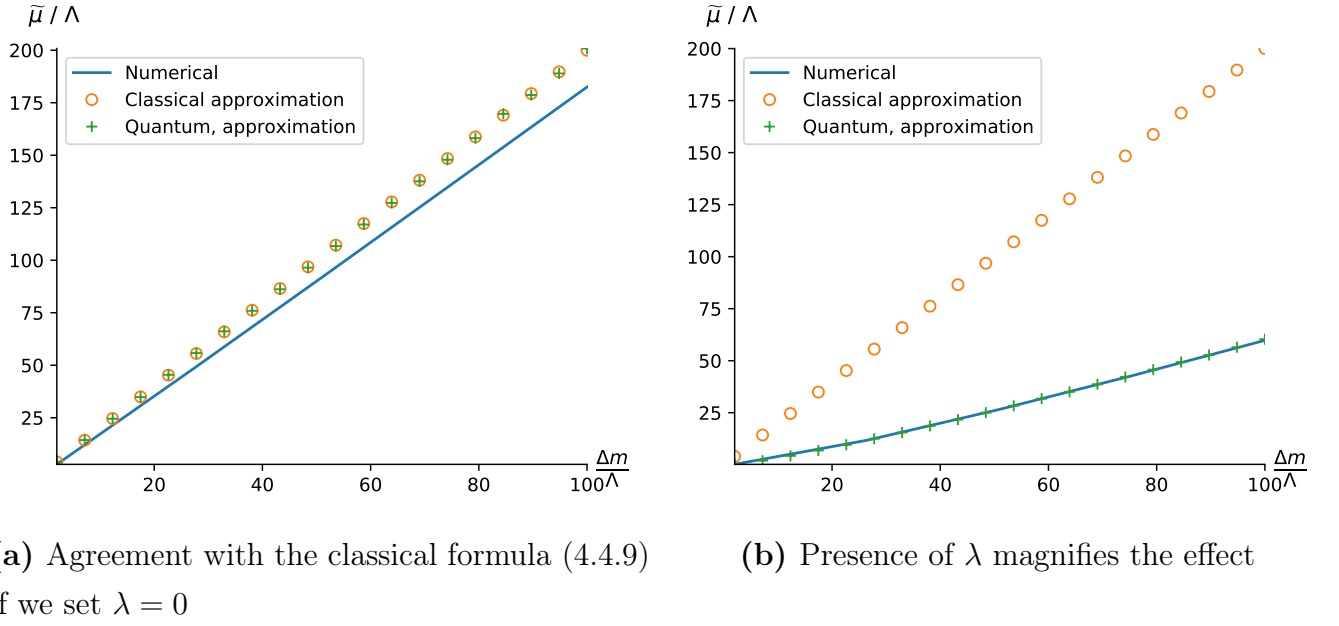 μ̃ / Λ
200
175
150
125
100
75
50
25
Numerical
Classical approximation
Quantum, approximation
20
40
60
80
100
Δm
Λ
a) Agreement with the classical formula (4.4.9)
f we set λ = 0
μ̃ / Λ
200
175
150
125
100
75
50
25
Numerical
Classical approximation
Quantum, approximation
20
40
60
80
100
Δm
Λ
(b) Presence of λ magnifies the effect